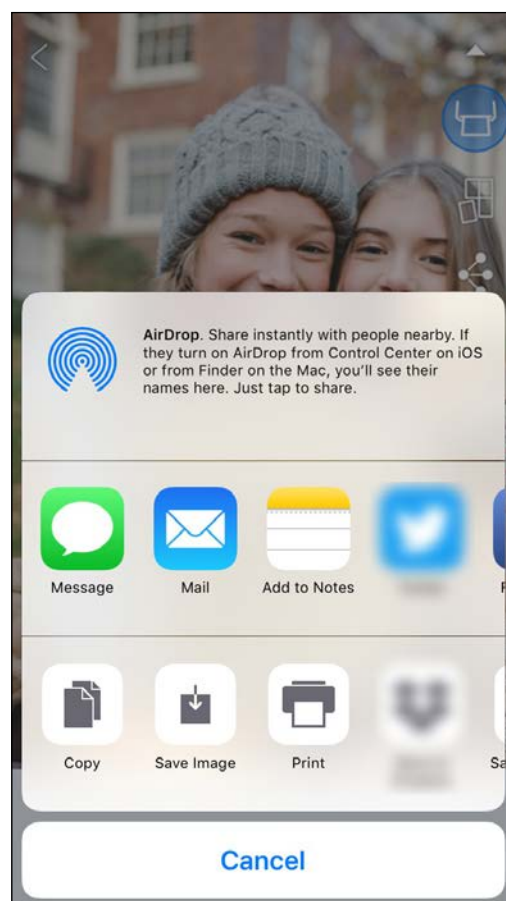 AirDrop. Share instantly with people nearby. If
they turn on AirDrop from Control Center on iOS
or from Finder on the Mac, you'll see their
names here. Just tap to share.
Message Mail Add to Notes
Copy Save Image Print
Cancel